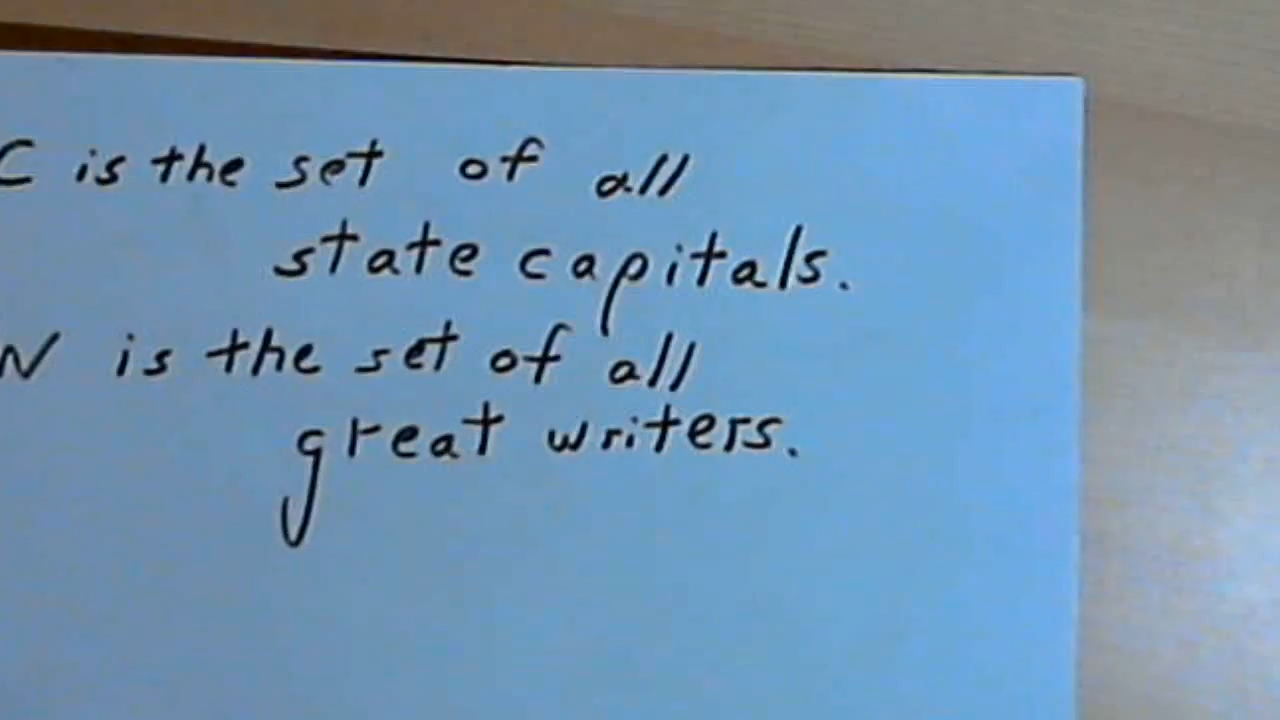 C is the set of all
state capitals.
is the set of all
great writers.